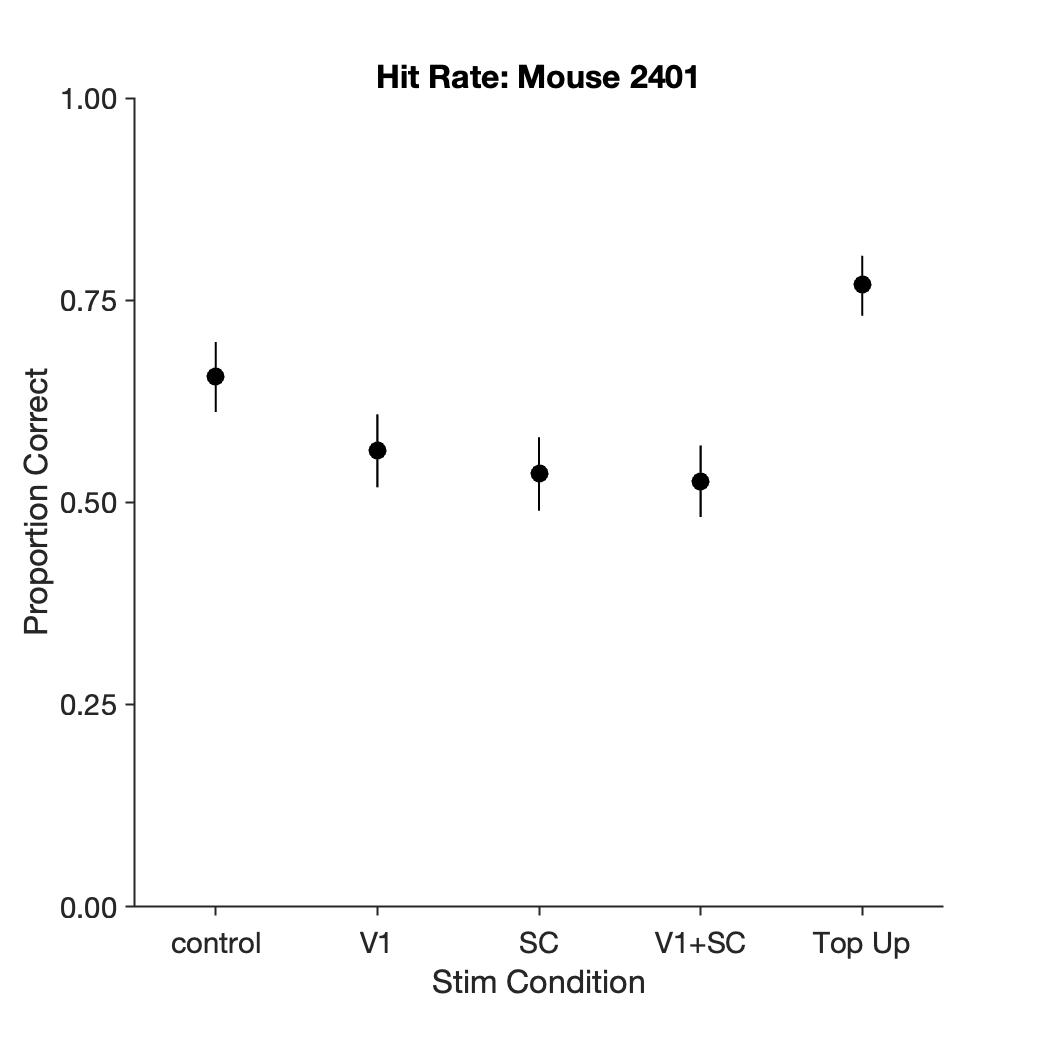 Hit Rate: Mouse 2401
1.00
0.75
0.50
0.25
0.00
Proportion Correct
control V1 SC V1+SC Top Up
Stim Condition